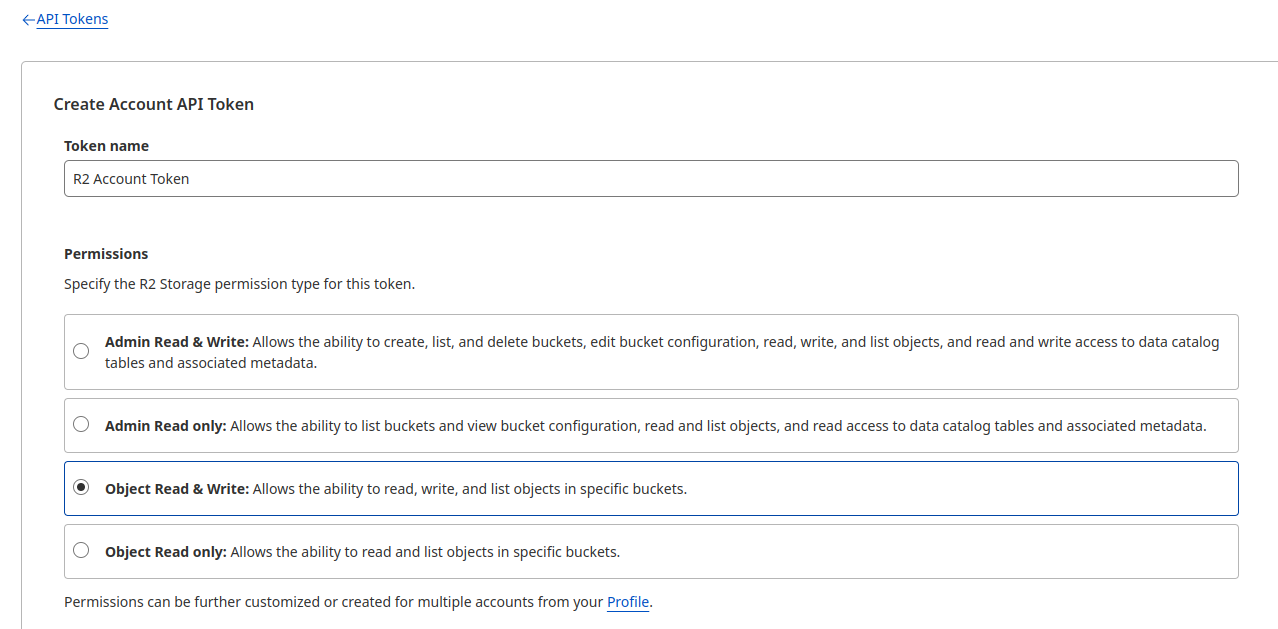 ←API Tokens
Create Account API Token
Token name
R2 Account Token
Permissions
Specify the R2 Storage permission type for this token.
Admin Read & Write: Allows the ability to create, list, and delete buckets, edit bucket configuration, read, write, and list objects, and read and write access to data catalog
tables and associated metadata.
Admin Read only: Allows the ability to list buckets and view bucket configuration, read and list objects, and read access to data catalog tables and associated metadata.
Object Read & Write: Allows the ability to read, write, and list objects in specific buckets.
Object Read only: Allows the ability to read and list objects in specific buckets.
Permissions can be further customized or created for multiple accounts from your Profile.